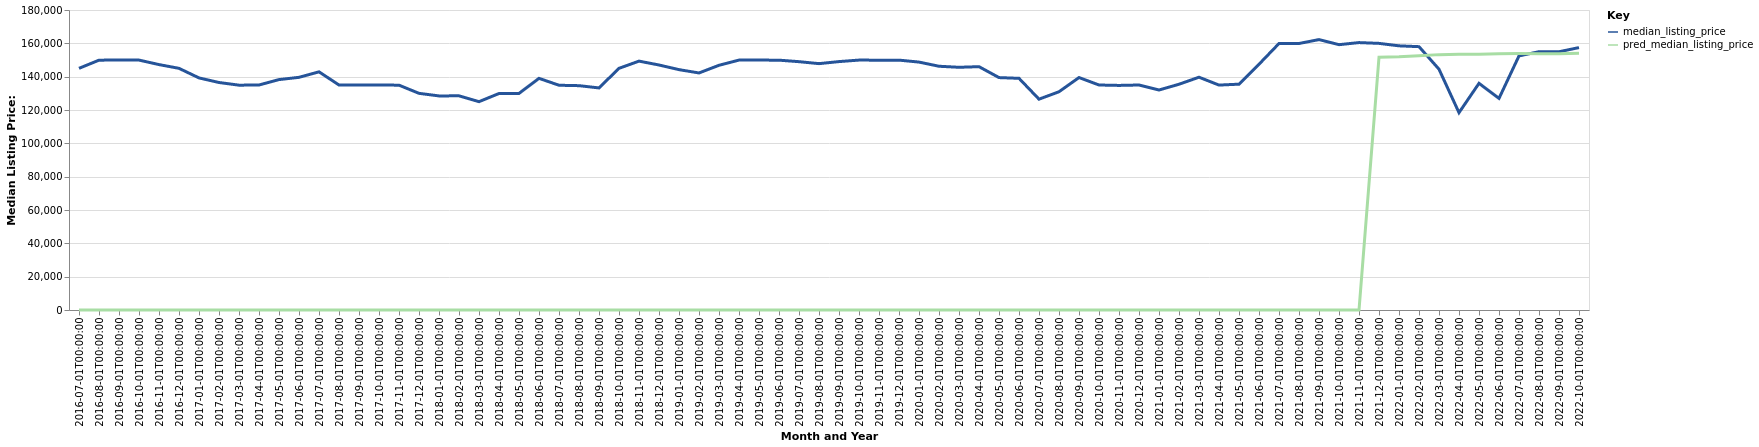 180,000
160,000
140,000
120,000
100,000
80,000
60,000
40,000
20,000
0
Median Listing Price:
2016-07-01T00:00:00
2016-08-01T00:00:00
2016-09-01T00:00:00
2016-10-01T00:00:00
2016-11-01T00:00:00
2016-12-01T00:00:00
2017-01-01T00:00:00
2017-02-01T00:00:00
2017-03-01T00:00:00
2017-04-01T00:00:00
2017-05-01T00:00:00
2017-06-01T00:00:00
2017-07-01T00:00:00
2017-08-01T00:00:00
2017-09-01T00:00:00
2017-10-01T00:00:00
2017-11-01T00:00:00
2017-12-01T00:00:00
2018-01-01T00:00:00
2018-02-01T00:00:00
2018-03-01T00:00:00
2018-04-01T00:00:00
2018-05-01T00:00:00
2018-06-01T00:00:00
2018-07-01T00:00:00
2018-08-01T00:00:00
2018-09-01T00:00:00
2018-10-01T00:00:00
2018-11-01T00:00:00
2018-12-01T00:00:00
2019-01-01T00:00:00
2019-02-01T00:00:00
2019-03-01T00:00:00
2019-04-01T00:00:00
2019-05-01T00:00:00
2019-06-01T00:00:00
2019-07-01T00:00:00
2019-08-01T00:00:00
2019-09-01T00:00:00
2019-10-01T00:00:00
2019-11-01T00:00:00
2019-12-01T00:00:00
2020-01-01T00:00:00
2020-02-01T00:00:00
2020-03-01T00:00:00
2020-04-01T00:00:00
2020-05-01T00:00:00
2020-06-01T00:00:00
2020-07-01T00:00:00
2020-08-01T00:00:00
2020-09-01T00:00:00
2020-10-01T00:00:00
2020-11-01T00:00:00
2020-12-01T00:00:00
2021-01-01T00:00:00
2021-02-01T00:00:00
2021-03-01T00:00:00
2021-04-01T00:00:00
2021-05-01T00:00:00
2021-06-01T00:00:00
2021-07-01T00:00:00
2021-08-01T00:00:00
2021-09-01T00:00:00
2021-10-01T00:00:00
2021-11-01T00:00:00
2021-12-01T00:00:00
2022-01-01T00:00:00
2022-02-01T00:00:00
2022-03-01T00:00:00
2022-04-01T00:00:00
2022-05-01T00:00:00
2022-06-01T00:00:00
2022-07-01T00:00:00
2022-08-01T00:00:00
2022-09-01T00:00:00
2022-10-01T00:00:00
Month and Year
Key
median_listing_price
pred_median_listing_price